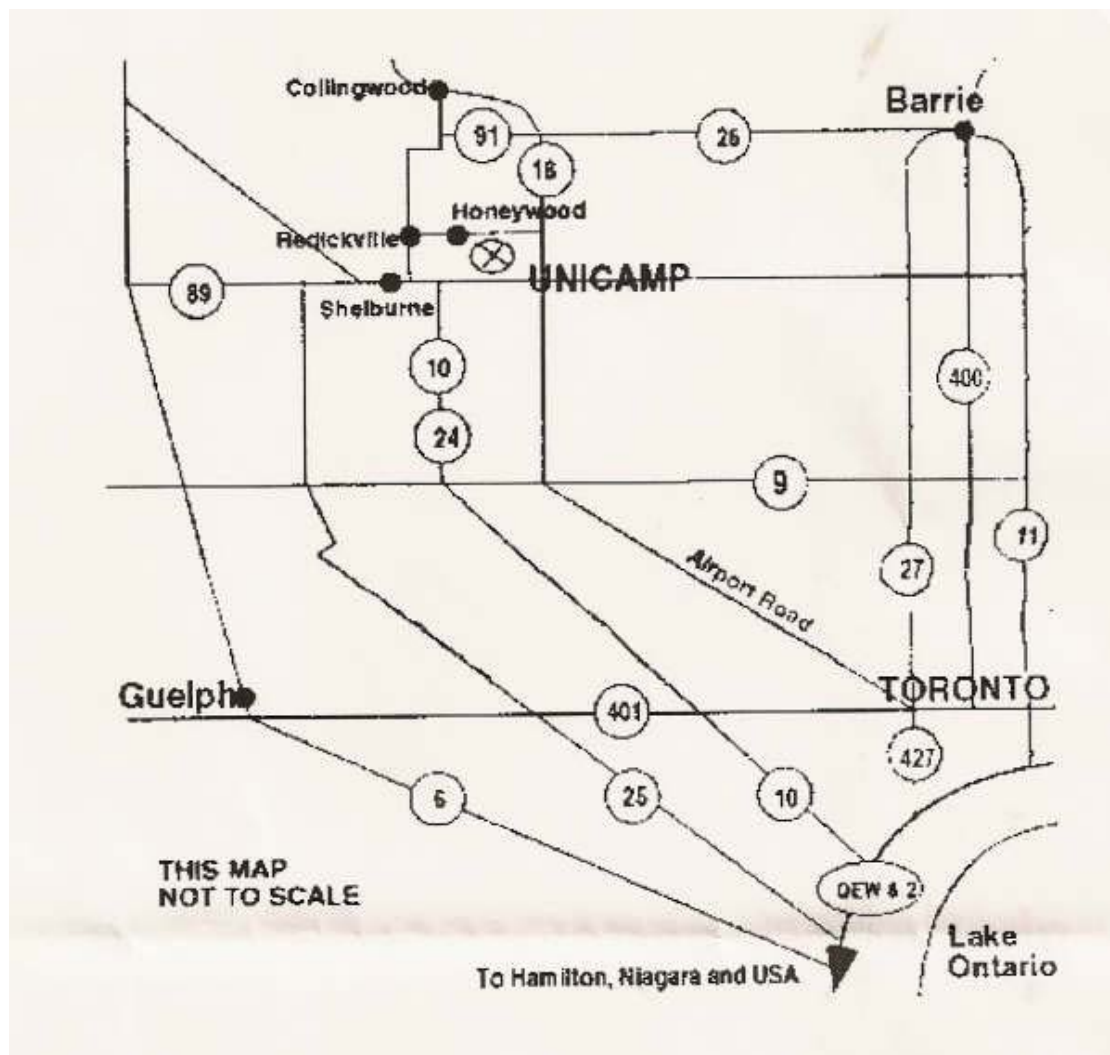 Collingwood
Barrie
91
26
18
Honeywood
Redickville
UNICAMP
89
Shelburne
10
400
24
9
11
27
Airport Road
Guelph
TORONTO
401
427
6
25
10
THIS MAP
NOT TO SCALE
QEW & 2
Lake
Ontario
To Hamilton, Niagara and USA